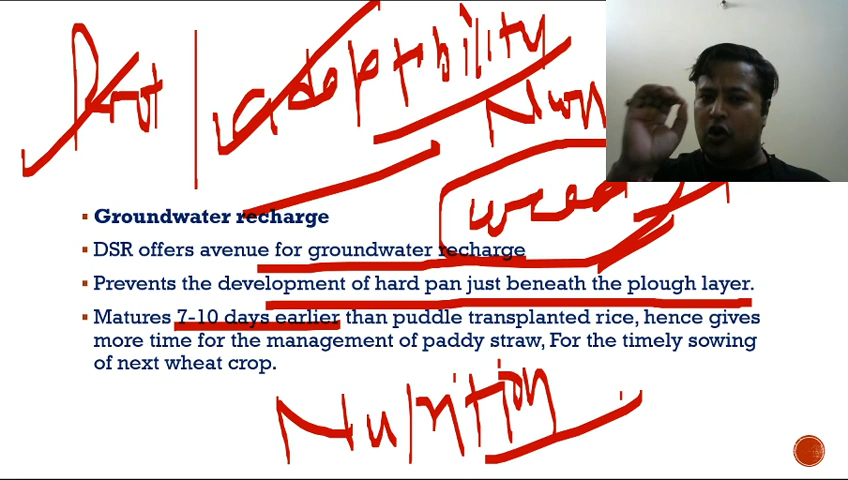 adaptbility
weed
Groundwater recharge
DSR offers avenue for groundwater recharge
Prevents the development of hard pan just beneath the plough layer.
Matures 7-10 days earlier than puddle transplanted rice, hence gives
more time for the management of paddy straw, For the timely sowing
of next wheat crop.
Nutrition